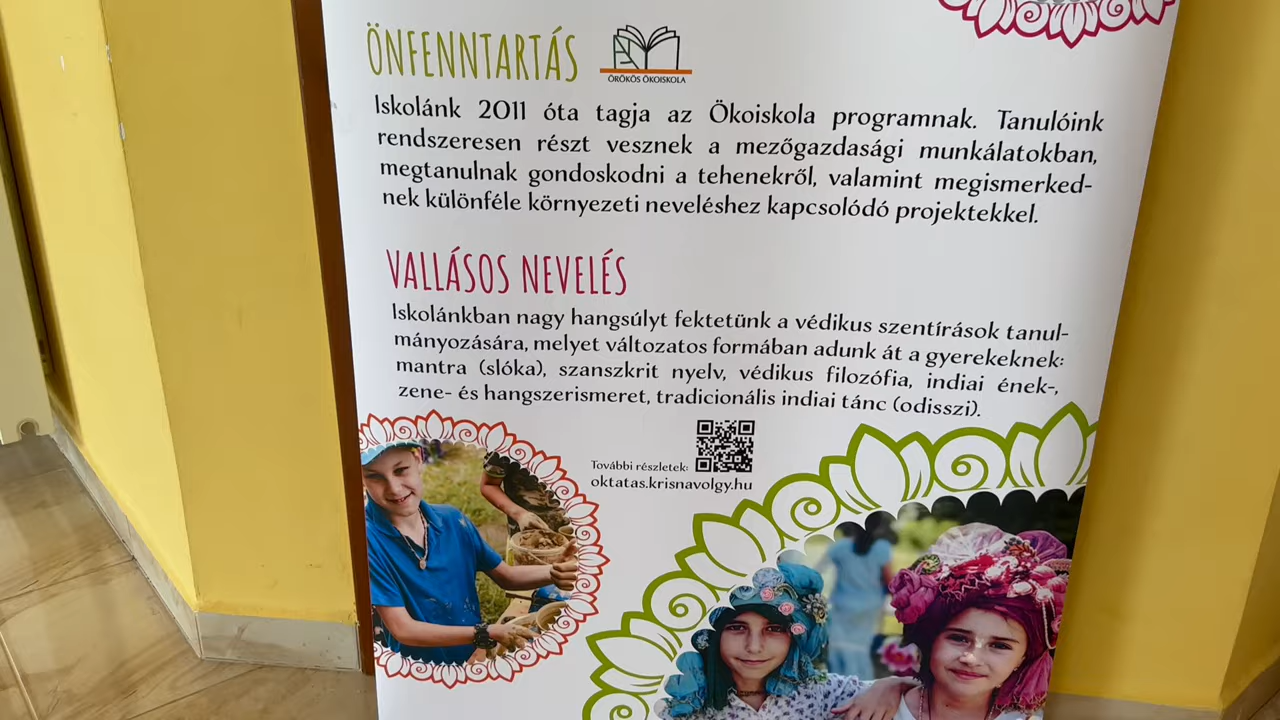 ÖNFENNTARTÁS
ÖRÖKÖS ÖKOISKOLA
Iskolánk 2011 óta tagja az Ökoiskola programnak. Tanulóink
rendszeresen részt vesznek a mezőgazdasági munkálatokban,
megtanulnak gondoskodni a tehenekről, valamint megismerked-
nek különféle környezeti neveléshez kapcsolódó projektekkel.
VALLÁSOS NEVELÉS
Iskolánkban nagy hangsúlyt fektetünk a védikus szentírások tanul-
mányozására, melyet változatos formában adunk át a gyerekeknek:
mantra (slóka), szanszkrit nyelv, védikus filozófia, indiai ének-,
zene- és hangszerismeret, tradicionális indiai tánc (odisszi).
További részletek:
oktatas.krisnavolgy.hu